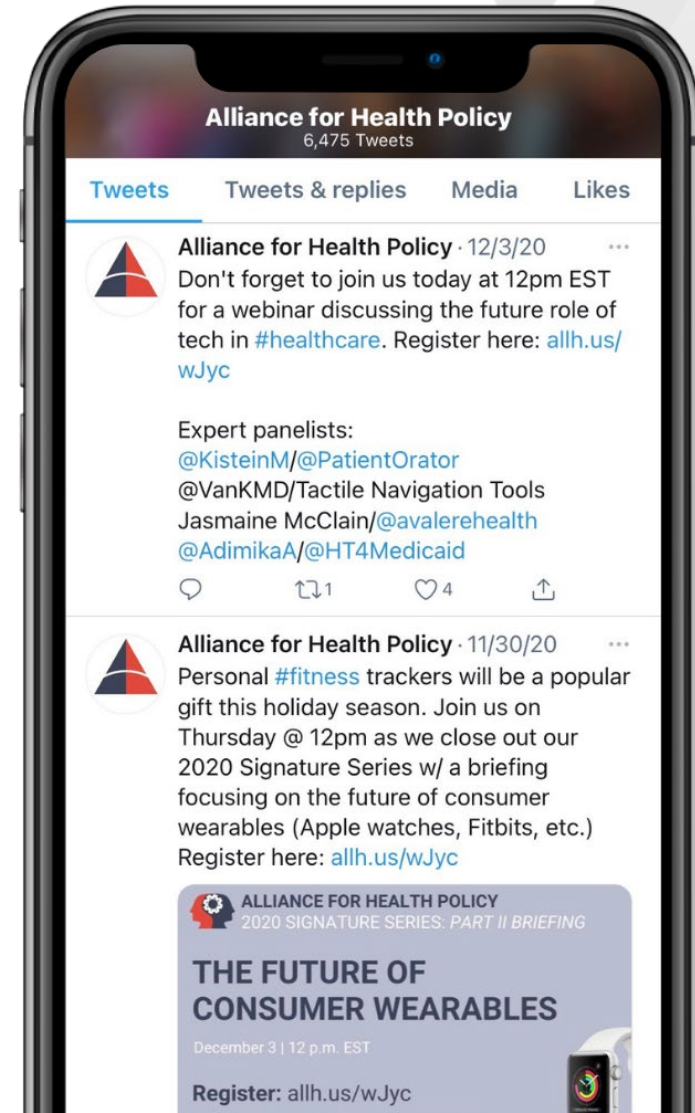 Alliance for Health Policy
6,475 Tweets
Tweets Tweets & replies Media Likes
Alliance for Health Policy · 12/3/20
Don't forget to join us today at 12pm EST
for a webinar discussing the future role of
tech in #healthcare. Register here: allh.us/
wJyc
Expert panelists:
@KisteinM/@PatientOrator
@VanKMD/Tactile Navigation Tools
Jasmaine McClain/@avalerehealth
@AdimikaA/@HT4Medicaid
1 4
Alliance for Health Policy · 11/30/20
Personal #fitness trackers will be a popular
gift this holiday season. Join us on
Thursday @ 12pm as we close out our
2020 Signature Series w/ a briefing
focusing on the future of consumer
wearables (Apple watches, Fitbits, etc.)
Register here: allh.us/wJyc
ALLIANCE FOR HEALTH POLICY
2020 SIGNATURE SERIES: PART II BRIEFING
THE FUTURE OF
CONSUMER WEARABLES
December 3 | 12 p.m. EST
Register: allh.us/wJyc